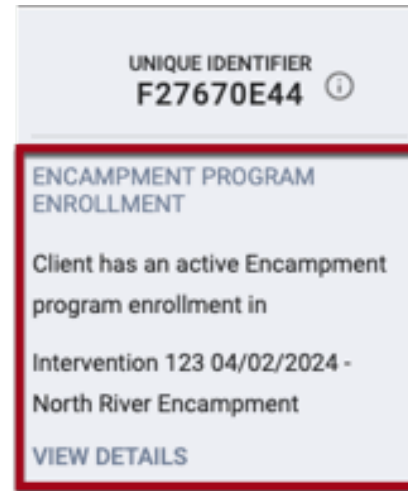 UNIQUE IDENTIFIER
F27670E44
ENCAMPMENT PROGRAM
ENROLLMENT
Client has an active Encampment
program enrollment in
Intervention 123 04/02/2024 -
North River Encampment
VIEW DETAILS